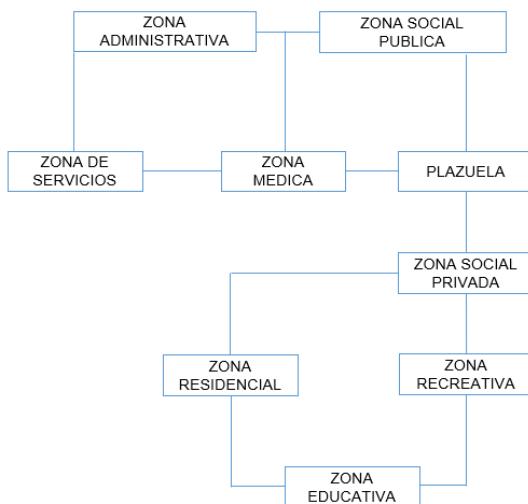 ZONA
ADMINISTRATIVA
ZONA SOCIAL
PUBLICA
ZONA DE
SERVICIOS
ZONA
MEDICA
PLAZUELA
ZONA SOCIAL
PRIVADA
ZONA
RESIDENCIAL
ZONA
RECREATIVA
ZONA
EDUCATIVA